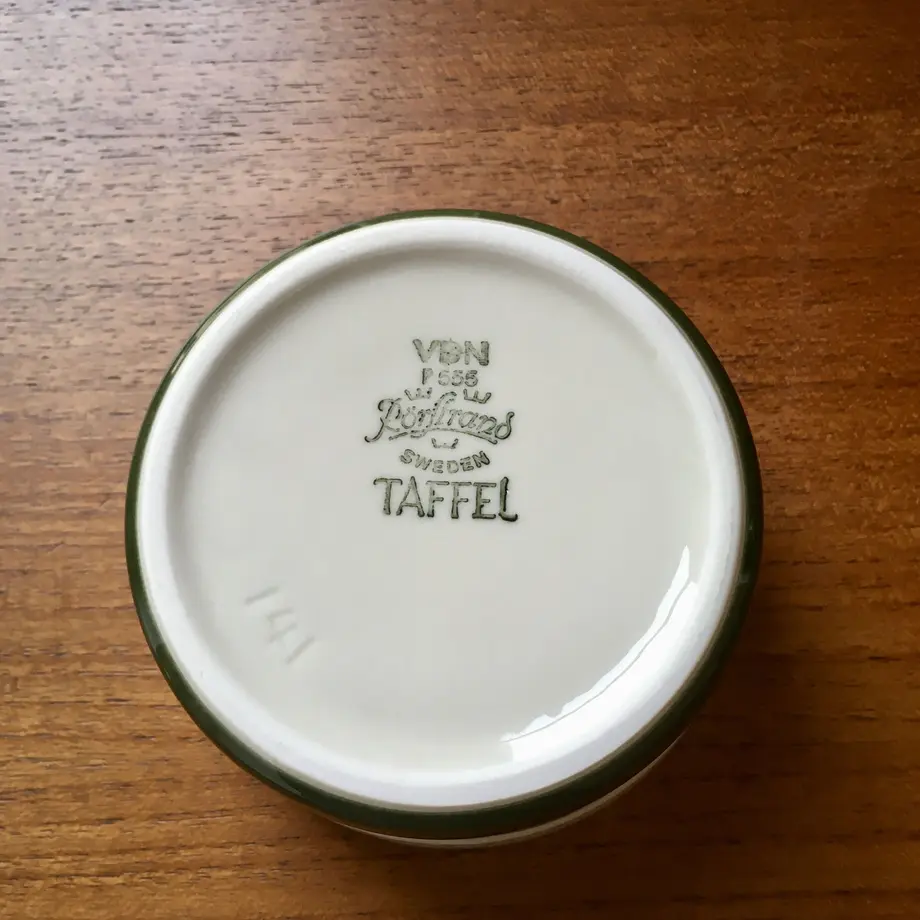 VDN
P 555
Rörstrand
SWEDEN
TAFFEL
141